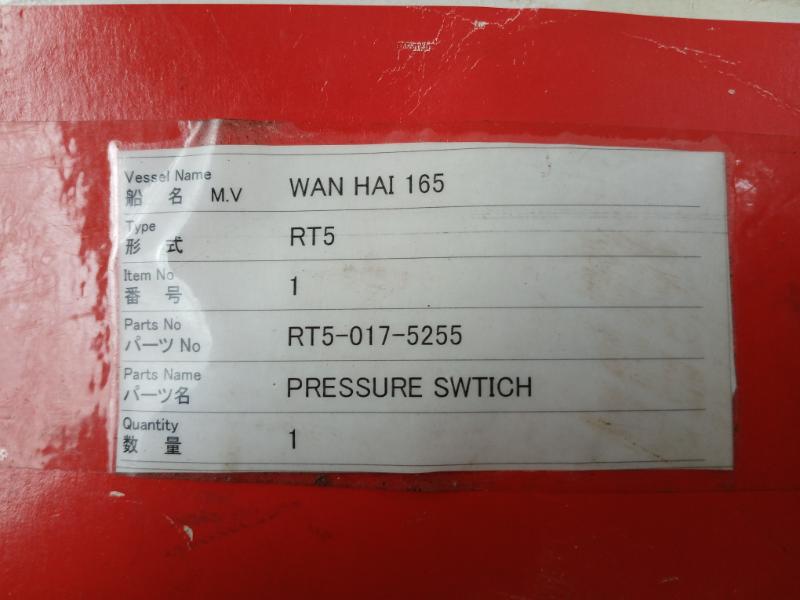 Vessel Name
船 名 M.V WAN HAI 165
Type
形 式 RT5
Item No
番 号 1
Parts No
パーツ No RT5-017-5255
Parts Name
パーツ名 PRESSURE SWTICH
Quantity
数 量 1